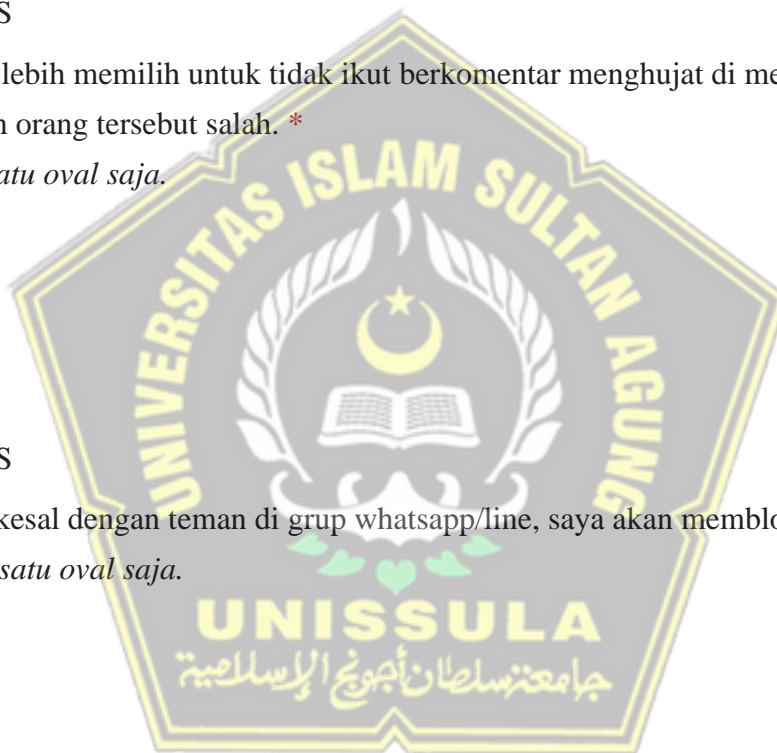 S
lebih memilih untuk tidak ikut berkomentar menghujat di me
n orang tersebut salah. *
atu oval saja.
UNIVERSITAS ISLAM SULTAN AGUNG
S
kesal dengan teman di grup whatsapp/line, saya akan memblo
satu oval saja.
UNISSULA
جامعة سلطان أجونج الإسلامية